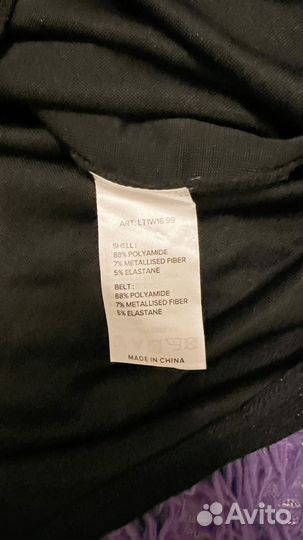 ART: LT1W16 99
SHELL:
88% POLYAMIDE
7% METALLISED FIBER
5% ELASTANE
BELT:
88% POLYAMIDE
7% METALLISED FIBER
5% ELASTANE
MADE IN CHINA
Avito